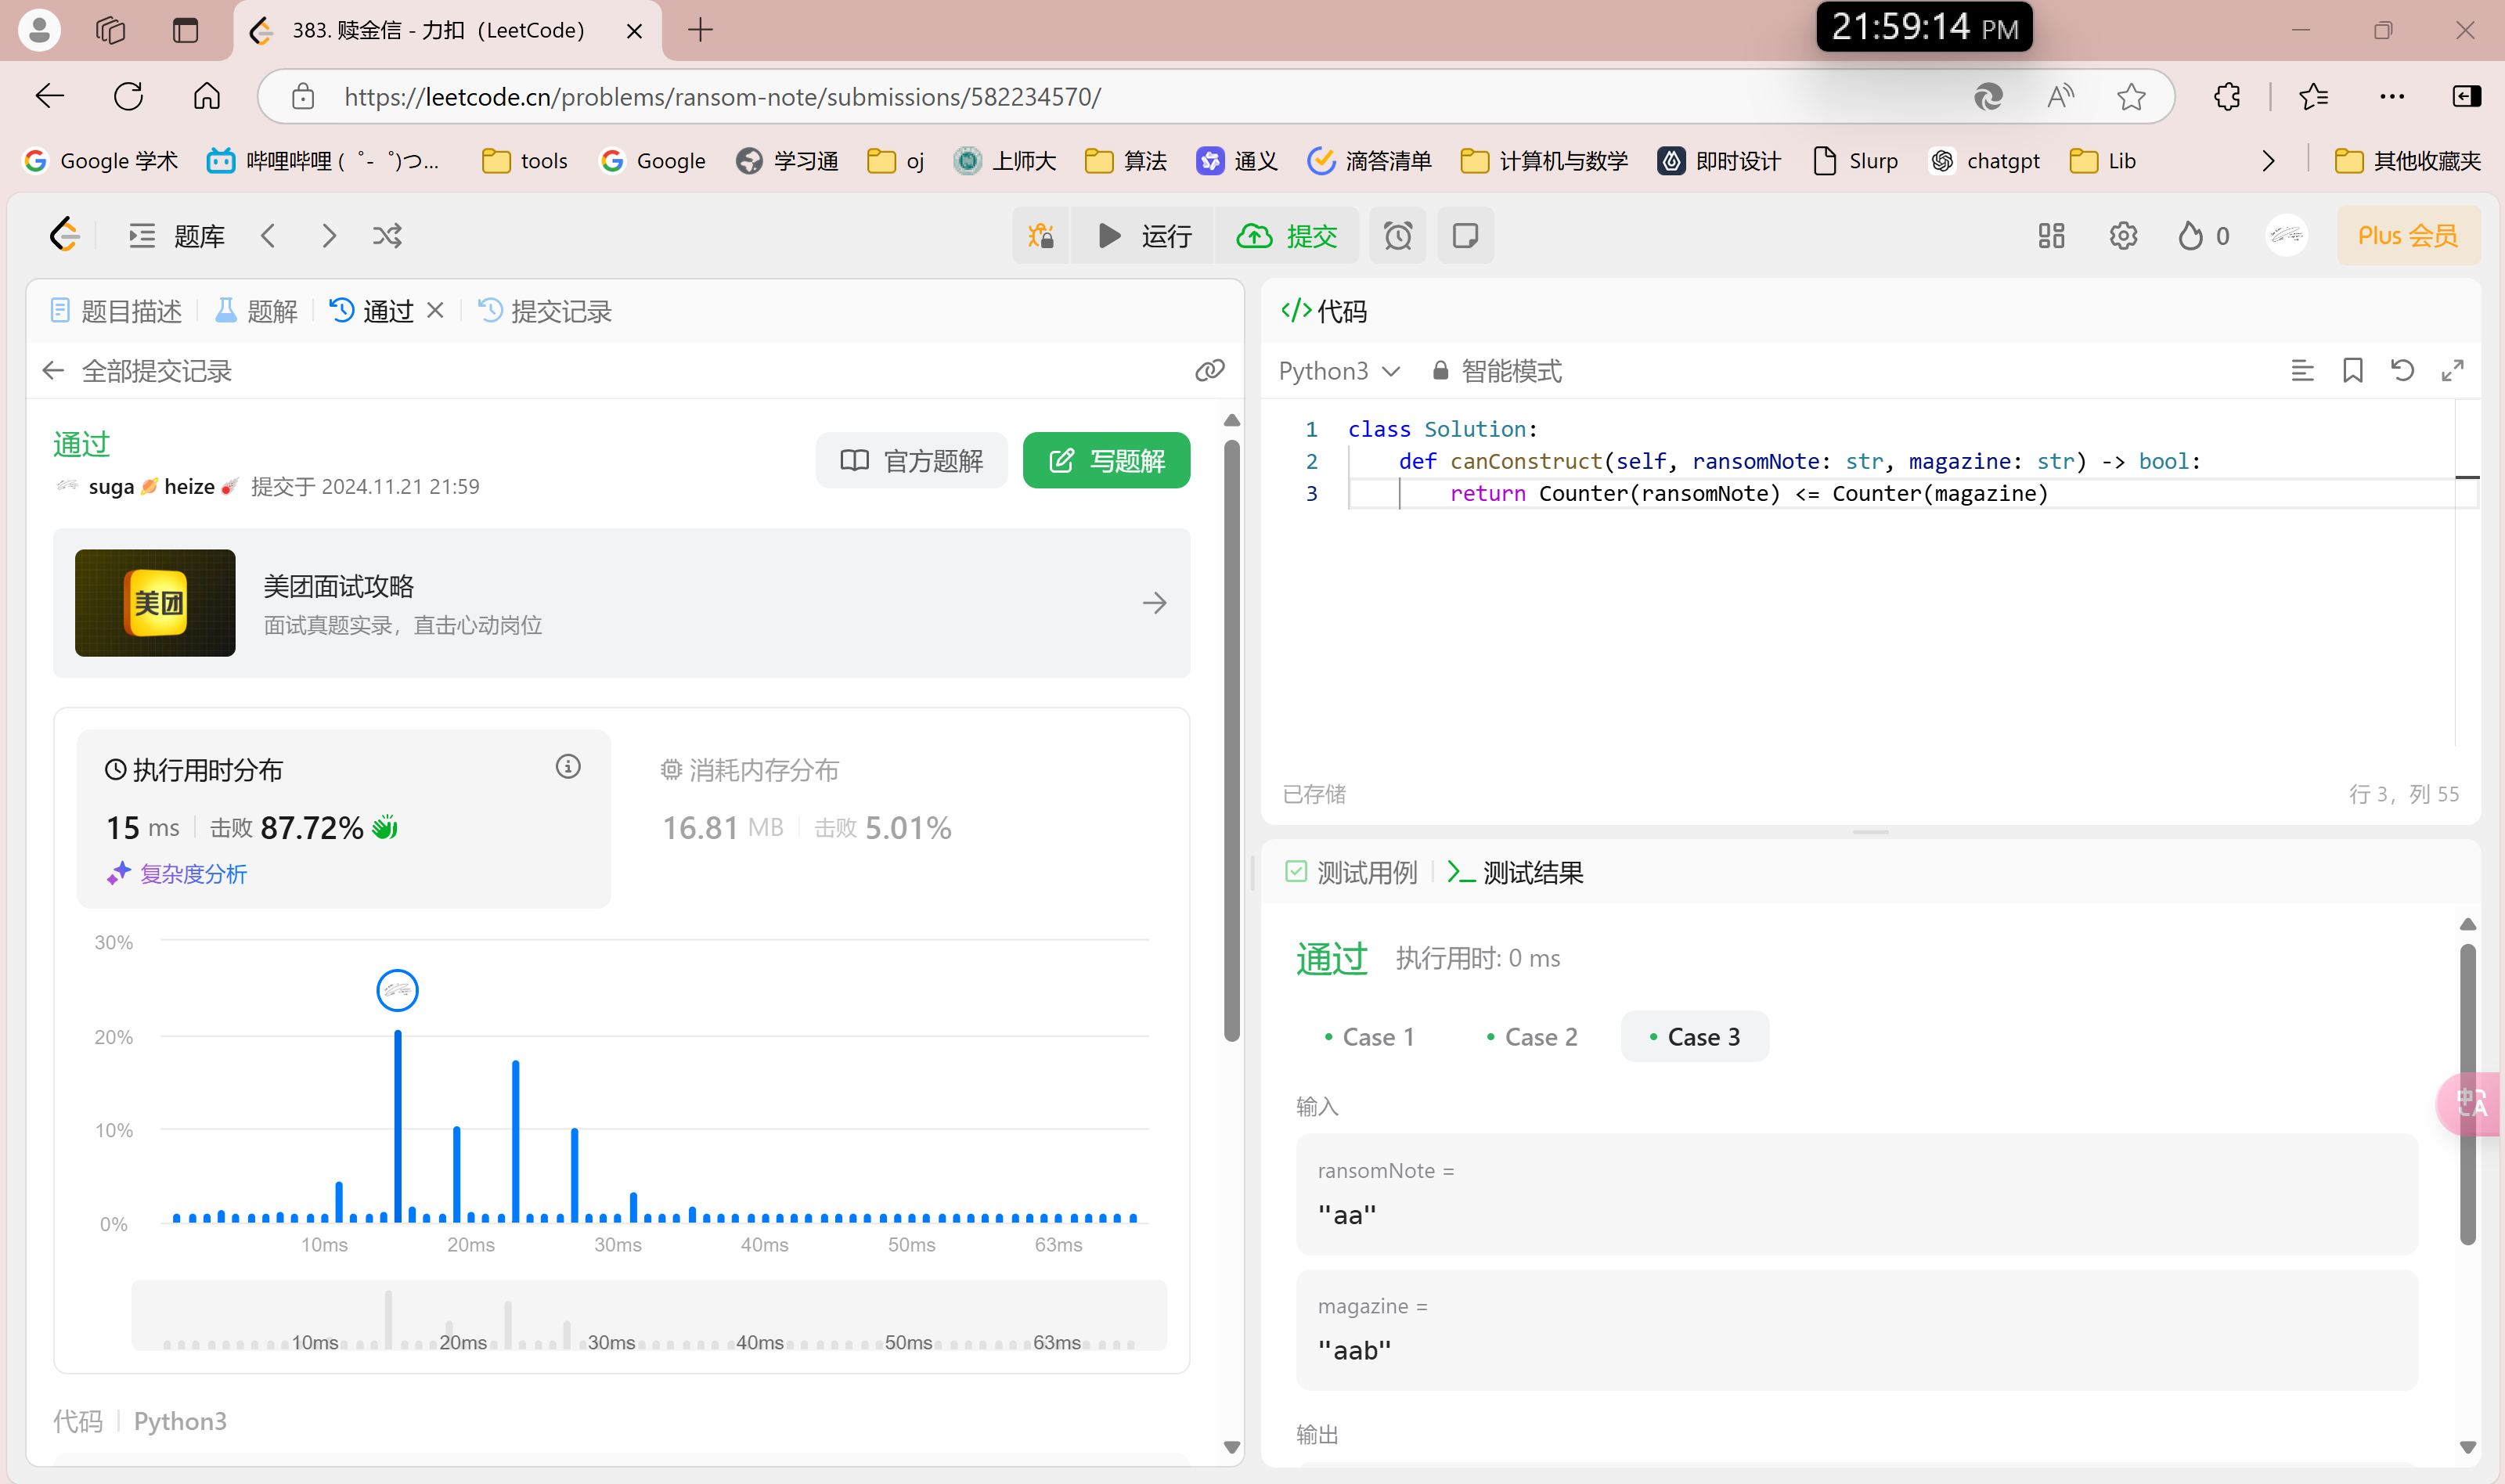 383. 赎金信 - 力扣（LeetCode）
21:59:14 PM
https://leetcode.cn/problems/ransom-note/submissions/582234570/
Google 学术
哔哩哔哩 ( ゜- ゜)つ...
tools
Google
学习通
oj
上师大
算法
通义
滴答清单
计算机与数学
即时设计
Slurp
chatgpt
Lib
其他收藏夹
题库
运行
提交
0
Plus 会员
题目描述
题解
通过
提交记录
全部提交记录
通过
官方题解
写题解
suga🪐heize☄️ 提交于 2024.11.21 21:59
美团
美团面试攻略
面试真题实录，直击心动岗位
执行用时分布
15 ms 击败 87.72%
复杂度分析
消耗内存分布
16.81 MB 击败 5.01%
30%
20%
10%
0%
10ms 20ms 30ms 40ms 50ms 63ms
10ms 20ms 30ms 40ms 50ms 63ms
代码 Python3
代码
Python3 智能模式
1 class Solution:
2 def canConstruct(self, ransomNote: str, magazine: str) -> bool:
3 return Counter(ransomNote) <= Counter(magazine)
已存储
行 3，列 55
测试用例
测试结果
通过 执行用时: 0 ms
Case 1
Case 2
Case 3
输入
ransomNote =
"aa"
magazine =
"aab"
输出